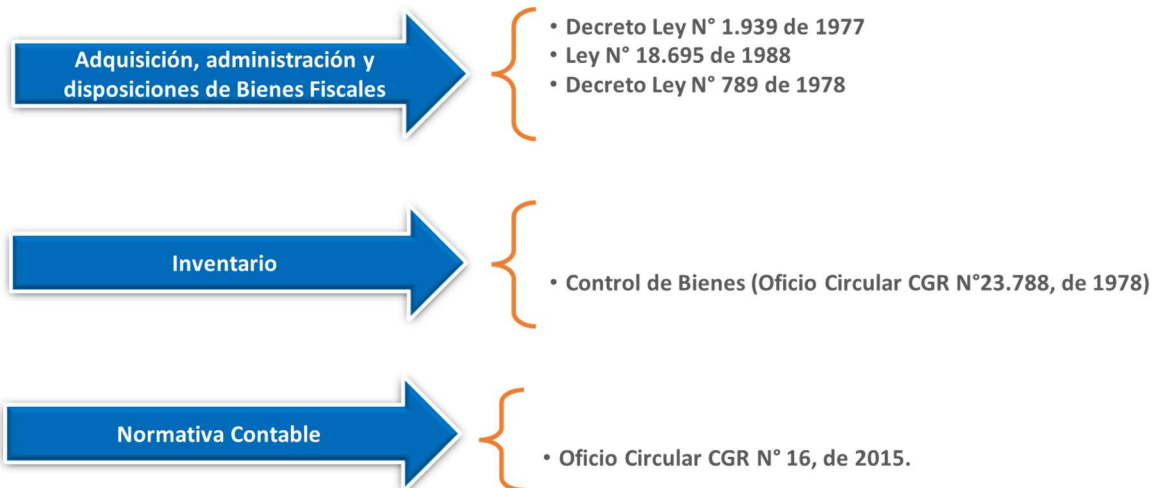 Adquisición, administración y
disposiciones de Bienes Fiscales
• Decreto Ley N° 1.939 de 1977
• Ley N° 18.695 de 1988
• Decreto Ley N° 789 de 1978
Inventario
• Control de Bienes (Oficio Circular CGR N°23.788, de 1978)
Normativa Contable
• Oficio Circular CGR N° 16, de 2015.